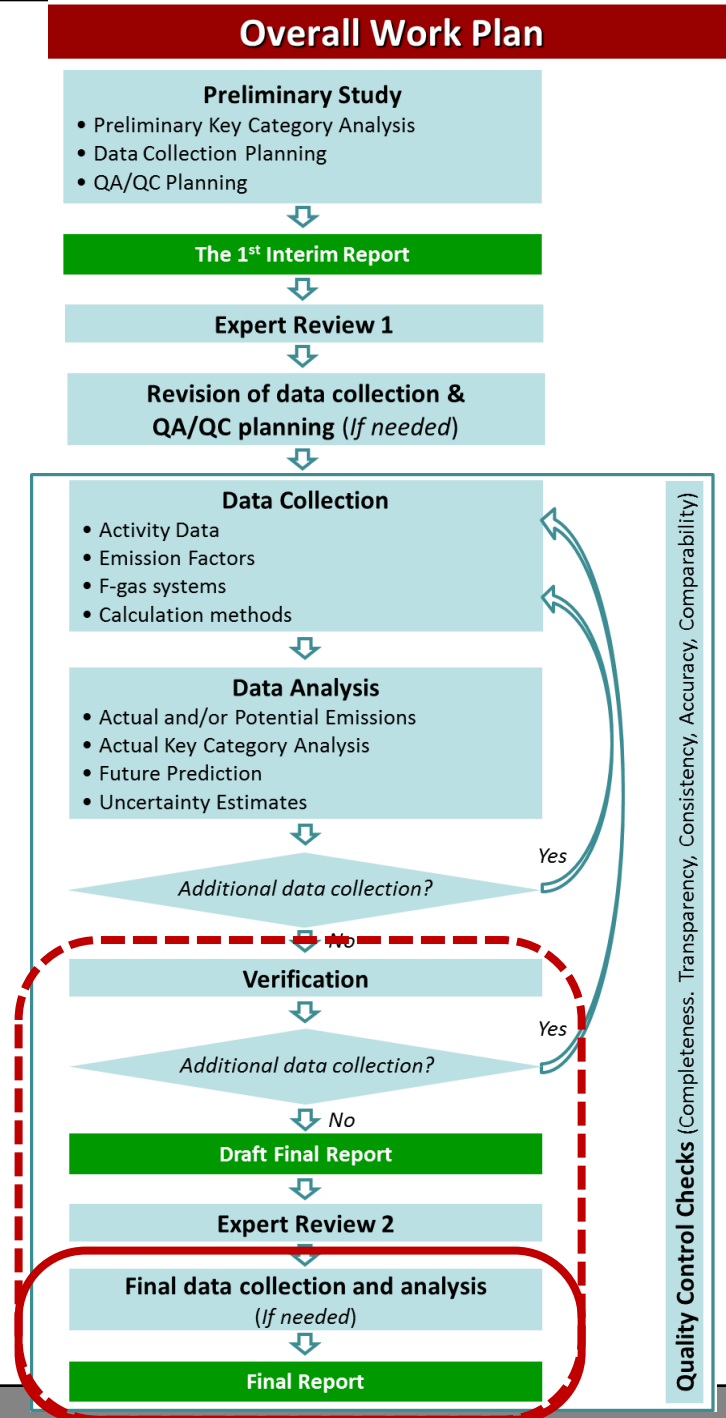 Overall Work Plan
Preliminary Study
• Preliminary Key Category Analysis
• Data Collection Planning
• QA/QC Planning
The 1st Interim Report
Expert Review 1
Revision of data collection &
QA/QC planning (If needed)
Data Collection
• Activity Data
• Emission Factors
• F-gas systems
• Calculation methods
Data Analysis
• Actual and/or Potential Emissions
• Actual Key Category Analysis
• Future Prediction
• Uncertainty Estimates
Yes
Additional data collection?
No
Verification
Yes
Additional data collection?
No
Draft Final Report
Expert Review 2
Final data collection and analysis
(If needed)
Final Report
Quality Control Checks (Completeness. Transparency, Consistency, Accuracy, Comparability)